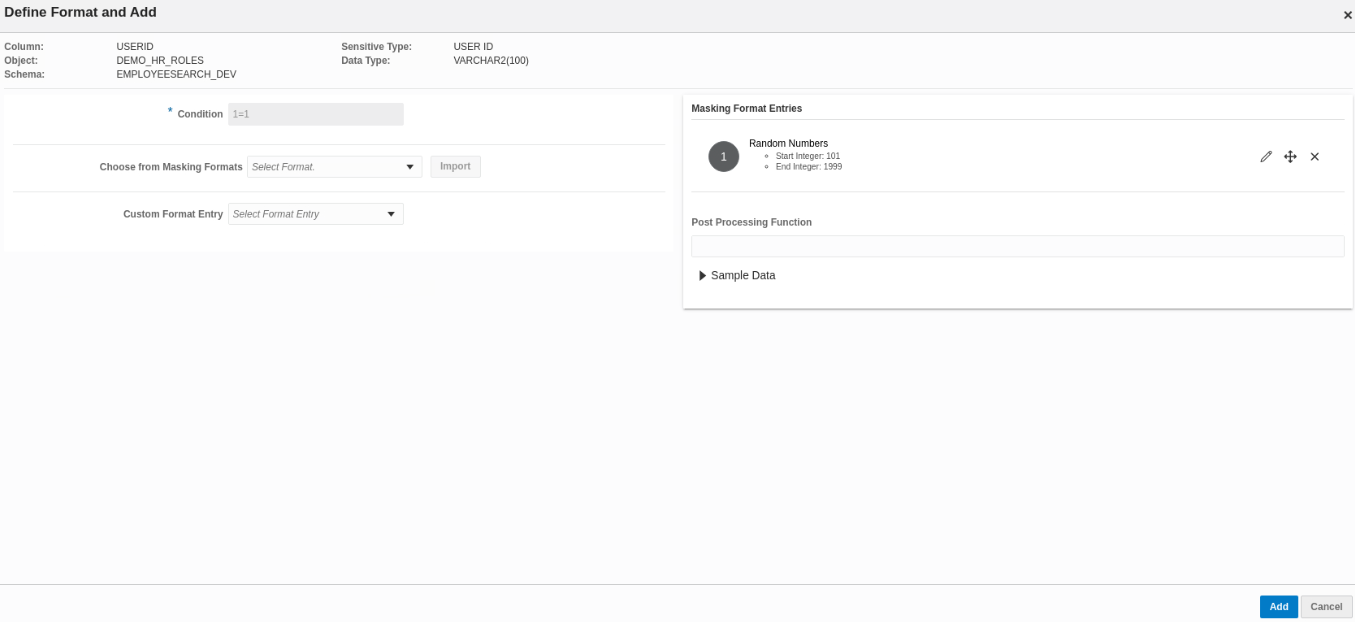 Define Format and Add
Column: USERID Sensitive Type: USER ID
Object: DEMO_HR_ROLES Data Type: VARCHAR2(100)
Schema: EMPLOYEESEARCH_DEV
* Condition 1=1
Choose from Masking Formats Select Format. Import
Custom Format Entry Select Format Entry
Masking Format Entries
1 Random Numbers
Start Integer: 101
End Integer: 1999
Post Processing Function
Sample Data
Add Cancel